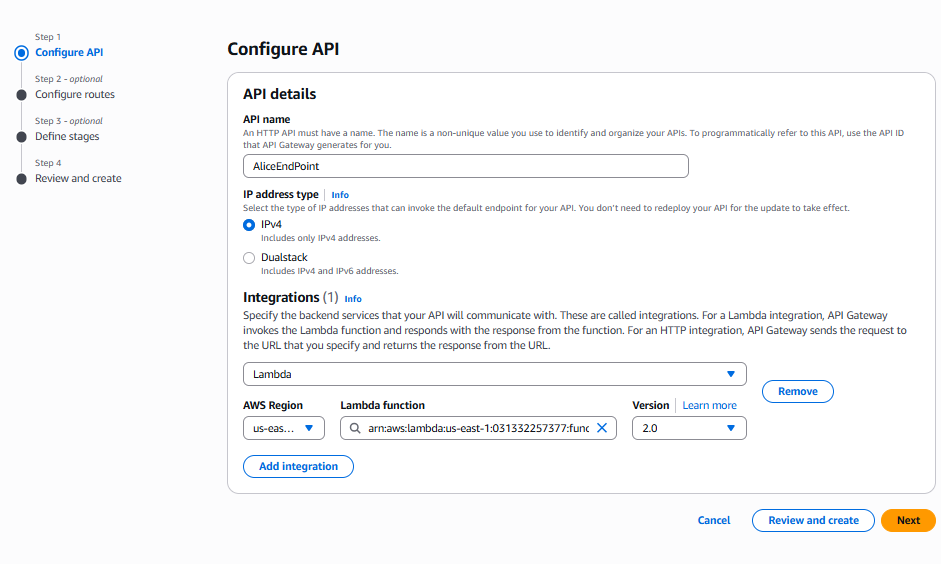 Step 1
Configure API
Step 2 - optional
Configure routes
Step 3 - optional
Define stages
Step 4
Review and create
Configure API
API details
API name
An HTTP API must have a name. The name is a non-unique value you use to identify and organize your APIs. To programmatically refer to this API, use the API ID
that API Gateway generates for you.
AliceEndPoint
IP address type Info
Select the type of IP addresses that can invoke the default endpoint for your API. You don't need to redeploy your API for the update to take effect.
IPv4
Includes only IPv4 addresses.
Dualstack
Includes IPv4 and IPv6 addresses.
Integrations (1) Info
Specify the backend services that your API will communicate with. These are called integrations. For a Lambda integration, API Gateway
invokes the Lambda function and responds with the response from the function. For an HTTP integration, API Gateway sends the request to
the URL that you specify and returns the response from the URL.
Lambda
Remove
AWS Region Lambda function Version Learn more
us-eas... arn:aws:lambda:us-east-1:031332257377:func 2.0
Add integration
Cancel Review and create Next